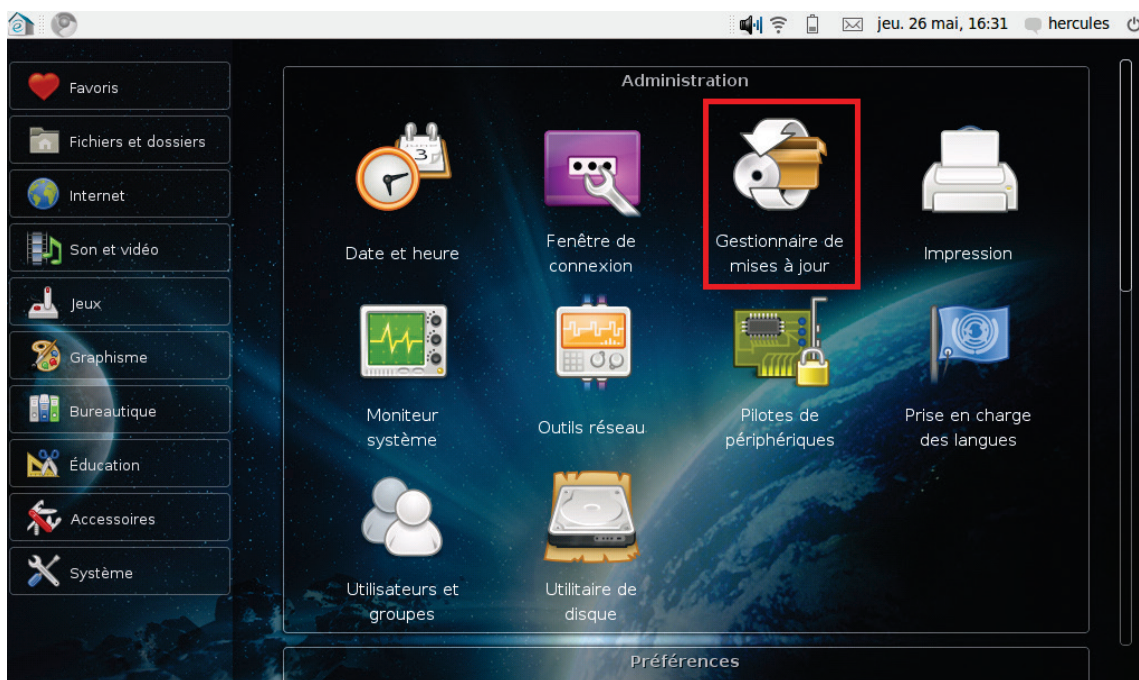 jeu. 26 mai, 16:31 hercules
Favoris
Fichiers et dossiers
Internet
Son et vidéo
Jeux
Graphisme
Bureautique
Éducation
Accessoires
Système
Administration
3
Date et heure
Fenêtre de
connexion
Gestionnaire de
mises à jour
Impression
Moniteur
système
Outils réseau
Pilotes de
périphériques
Prise en charge
des langues
Utilisateurs et
groupes
Utilitaire de
disque
Préférences